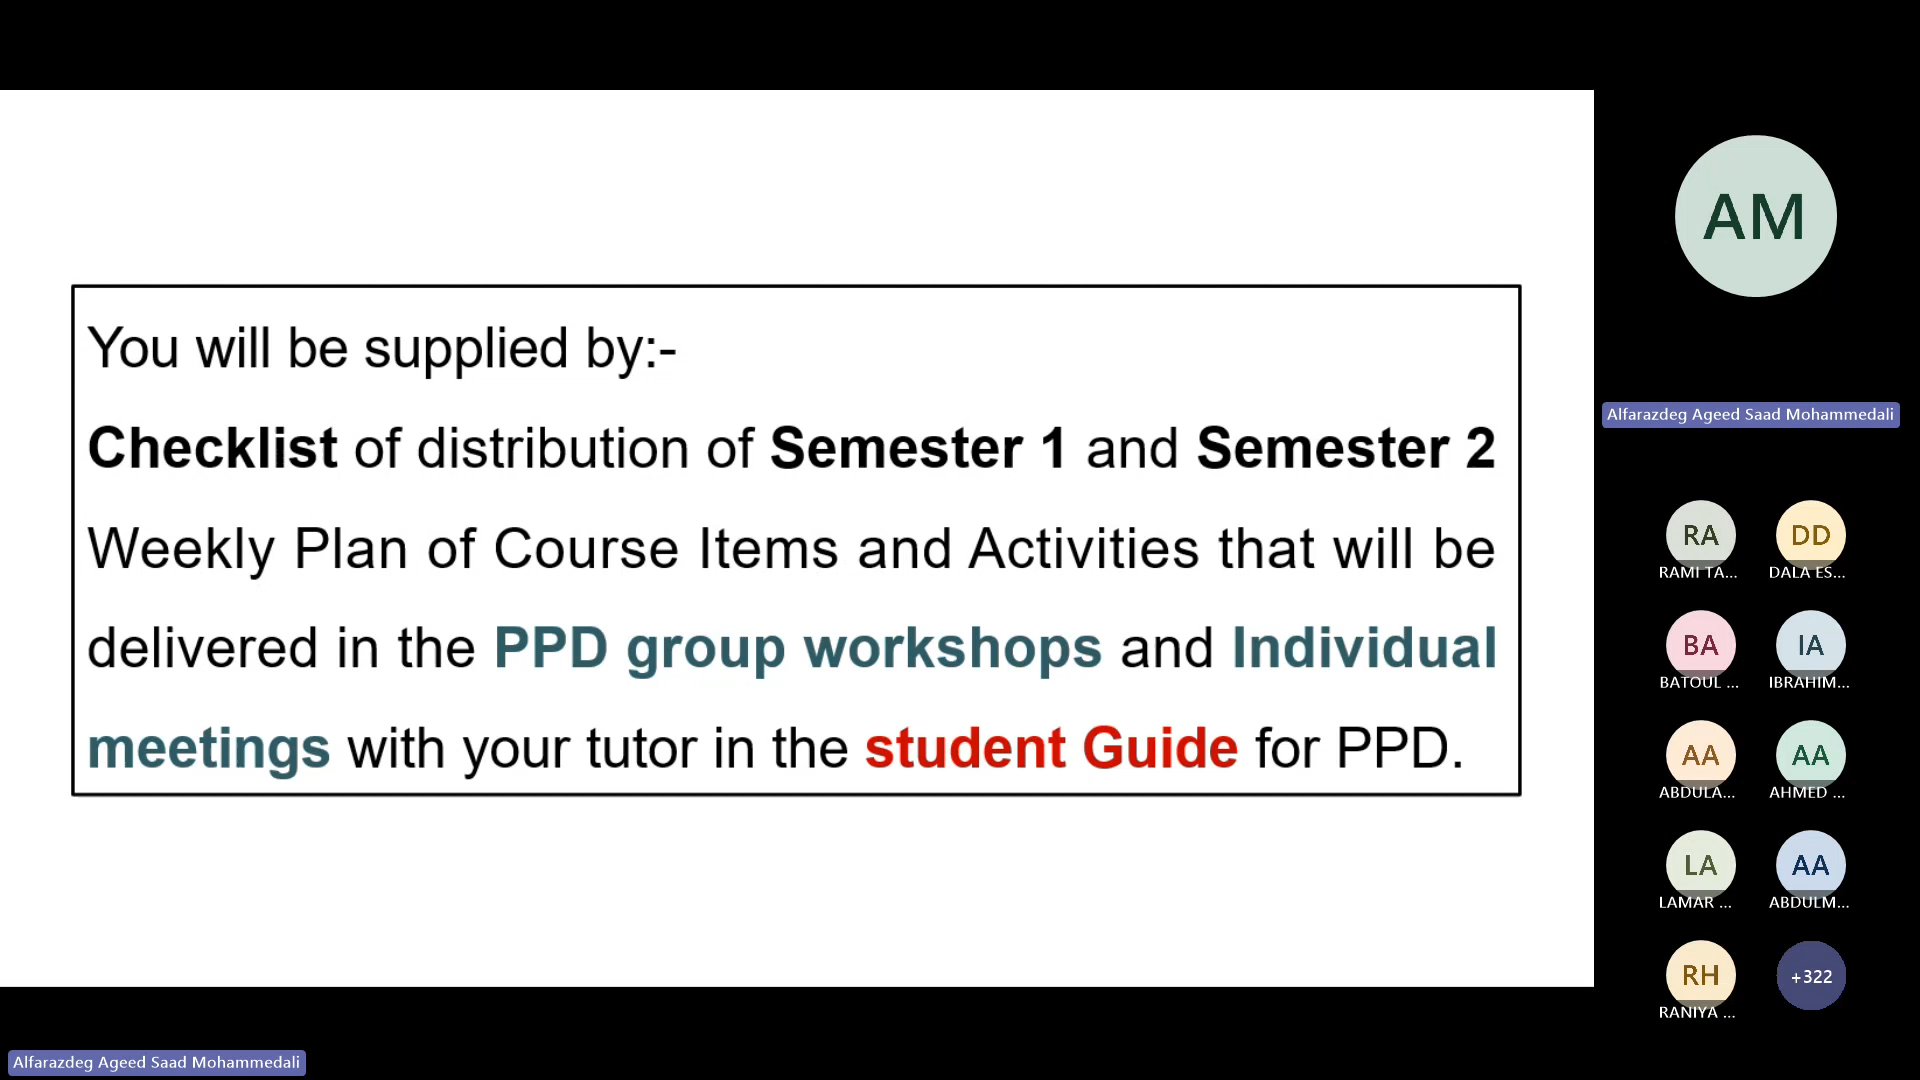 You will be supplied by:-
Checklist of distribution of Semester 1 and Semester 2
Weekly Plan of Course Items and Activities that will be
delivered in the PPD group workshops and Individual
meetings with your tutor in the student Guide for PPD.
AM
Alfarazdeg Ageed Saad Mohammedali
RA
RAMI TA...
DD
DALA ES...
BA
BATOUL ...
IA
IBRAHIM...
AA
ABDULA...
AA
AHMED ...
LA
LAMAR ...
AA
ABDULM...
RH
RANIYA ...
+322
Alfarazdeg Ageed Saad Mohammedali